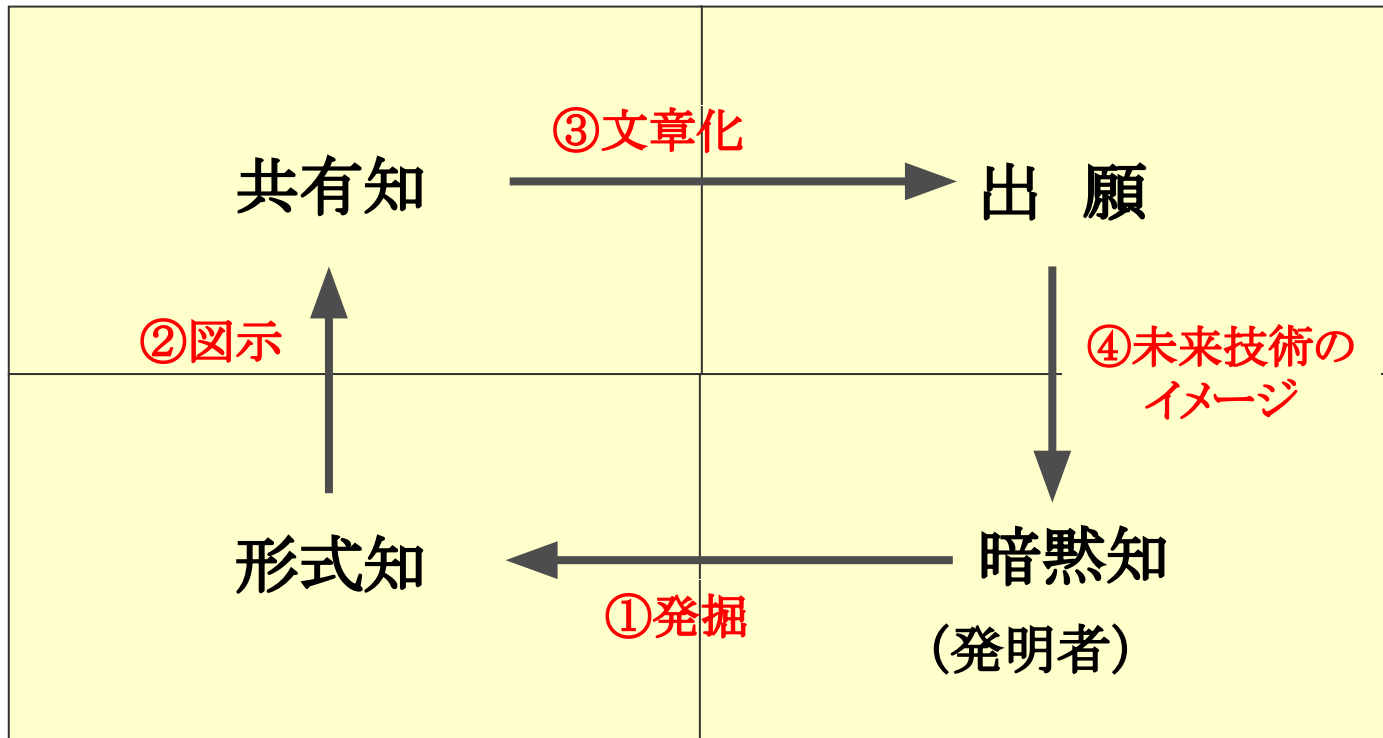 ③文章化
共有知
出 願
②図示
④未来技術の
イメージ
形式知
暗黙知
①発掘
(発明者)